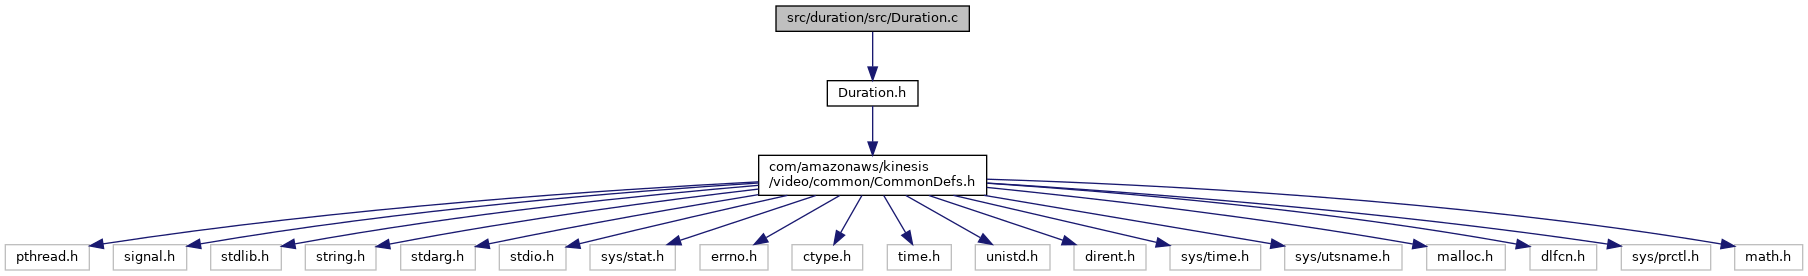 src/duration/src/Duration.c
Duration.h
com/amazonaws/kinesis
/video/common/CommonDefs.h
pthread.h
signal.h
stdlib.h
string.h
stdarg.h
stdio.h
sys/stat.h
errno.h
ctype.h
time.h
unistd.h
dirent.h
sys/time.h
sys/utsname.h
malloc.h
dlfcn.h
sys/prctl.h
math.h